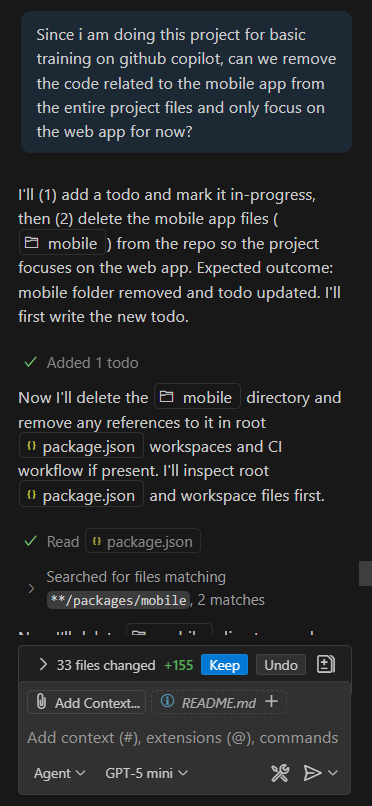 Since i am doing this project for basic
training on github copilot, can we remove
the code related to the mobile app from
the entire project files and only focus on
the web app for now?
I'll (1) add a todo and mark it in-progress,
then (2) delete the mobile app files (
mobile ) from the repo so the project
focuses on the web app. Expected outcome:
mobile folder removed and todo updated. I'll
first write the new todo.
Added 1 todo
Now I'll delete the mobile directory and
remove any references to it in root
{} package.json workspaces and CI
workflow if present. I'll inspect root
{} package.json and workspace files first.
Read {} package.json
Searched for files matching
**/packages/mobile, 2 matches
33 files changed +155 Keep Undo
Add Context... README.md +
Add context (#), extensions (@), commands
Agent GPT-5 mini